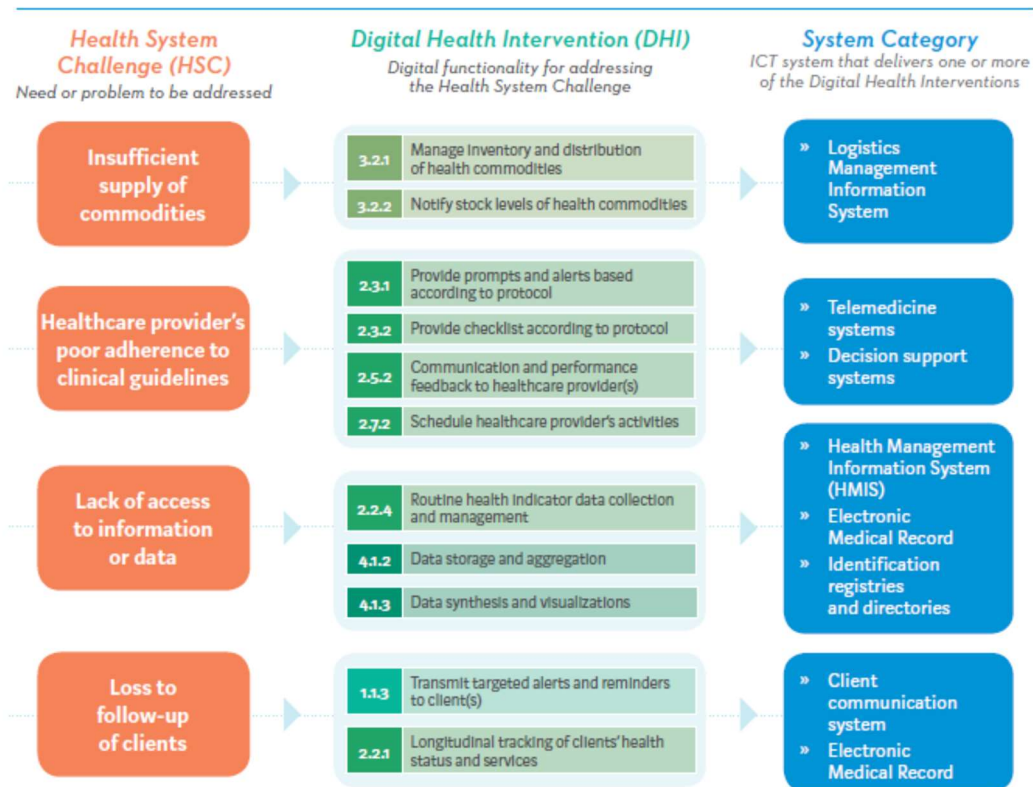 Health System
Challenge (HSC)
Need or problem to be addressed
Digital Health Intervention (DHI)
Digital functionality for addressing
the Health System Challenge
System Category
ICT system that delivers one or more
of the Digital Health Interventions
Insufficient
supply of
commodities
3.2.1 Manage inventory and distribution
of health commodities
3.2.2 Notify stock levels of health commodities
» Logistics
Management
Information
System
Healthcare provider's
poor adherence to
clinical guidelines
2.3.1 Provide prompts and alerts based
according to protocol
2.3.2 Provide checklist according to protocol
2.5.2 Communication and performance
feedback to healthcare provider(s)
2.7.2 Schedule healthcare provider's activities
» Telemedicine
systems
» Decision support
systems
Lack of access
to information
or data
2.2.4 Routine health indicator data collection
and management
4.1.2 Data storage and aggregation
4.1.3 Data synthesis and visualizations
» Health Management
Information System
(HMIS)
» Electronic
Medical Record
» Identification
registries
and directories
Loss to
follow-up
of clients
1.1.3 Transmit targeted alerts and reminders
to client(s)
2.2.1 Longitudinal tracking of clients' health
status and services
» Client
communication
system
» Electronic
Medical Record